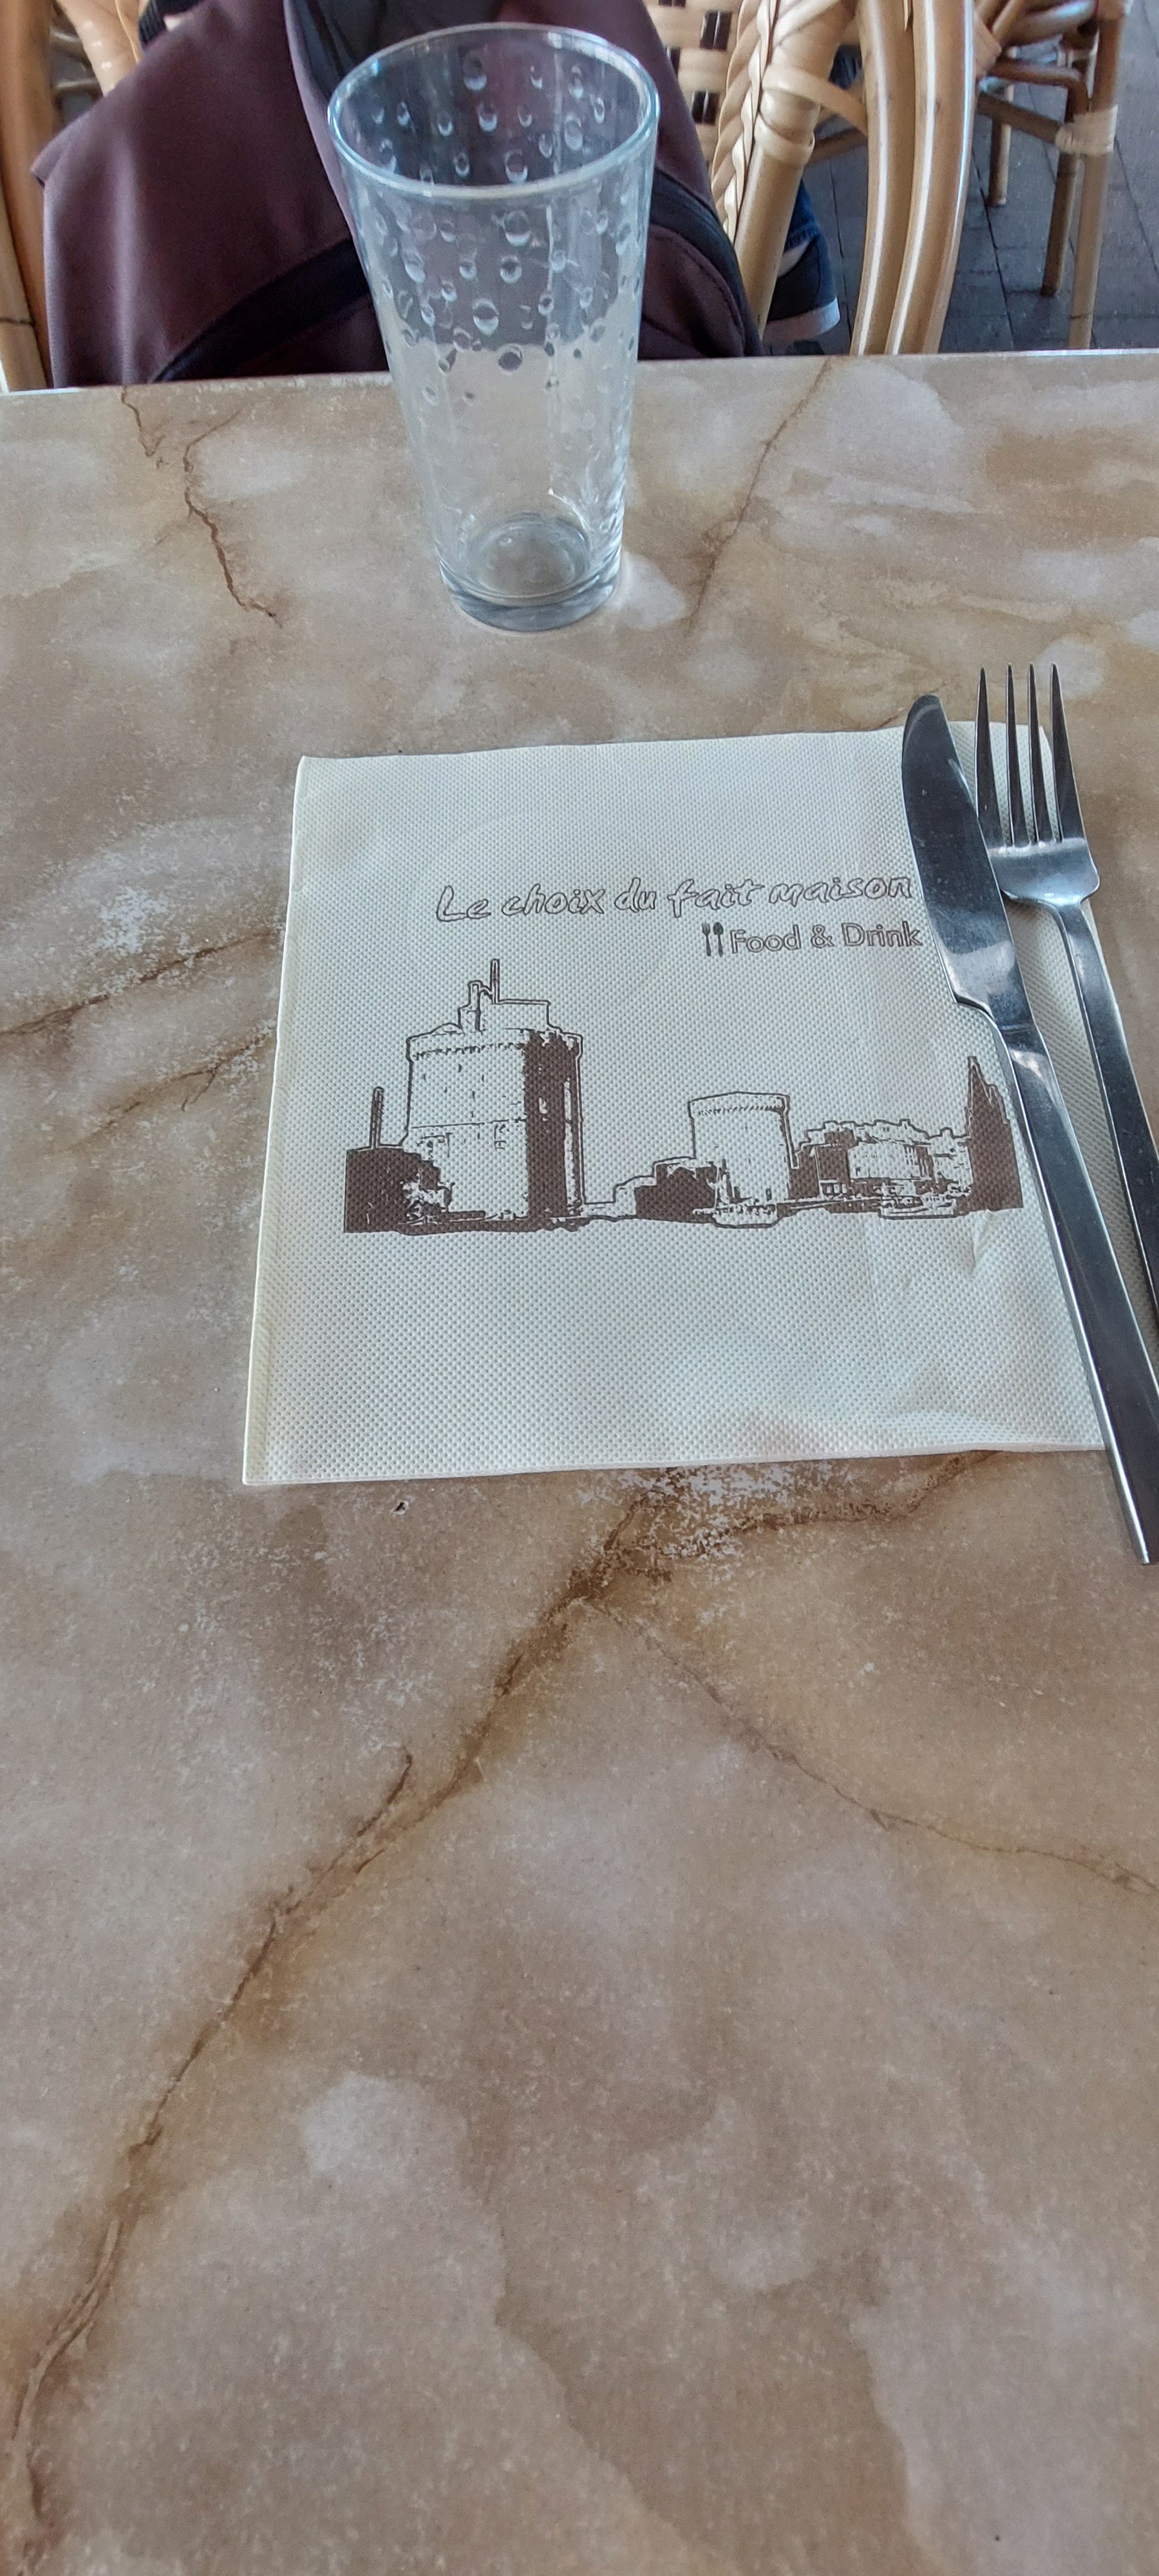 Le choix du fait maison
Food & Drink